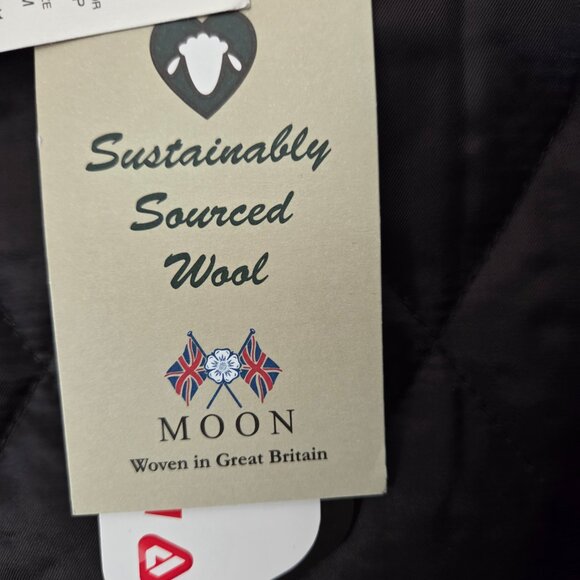 Sustainably
Sourced
Wool
MOON
Woven in Great Britain